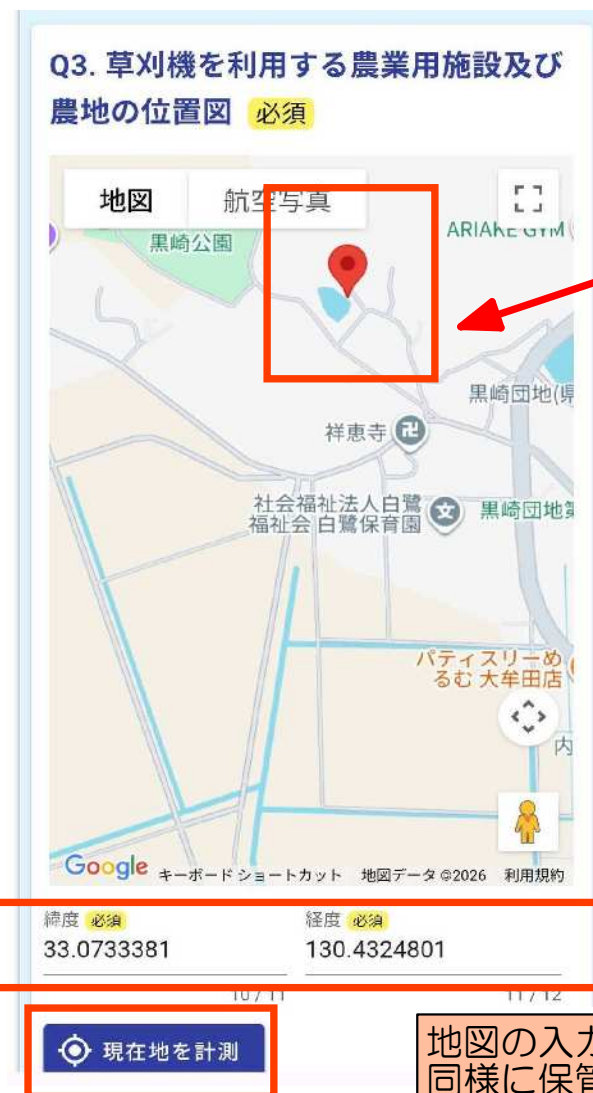 Q3. 草刈機を利用する農業用施設及び
農地の位置図 必須
地図 航空写真
黒崎公園
ARIAKE GYM
黒崎団地(県
祥恵寺
社会福祉法人白鷺
福祉会 白鷺保育園
黒崎団地第
パティスリーめ
るむ 大牟田店
内
Google キーボード ショートカット 地図データ ©2026 利用規約
緯度 必須 経度 必須
33.0733381 130.4324801
10 / 11 11 / 12
現在地を計測
地図の入力
同様に保管